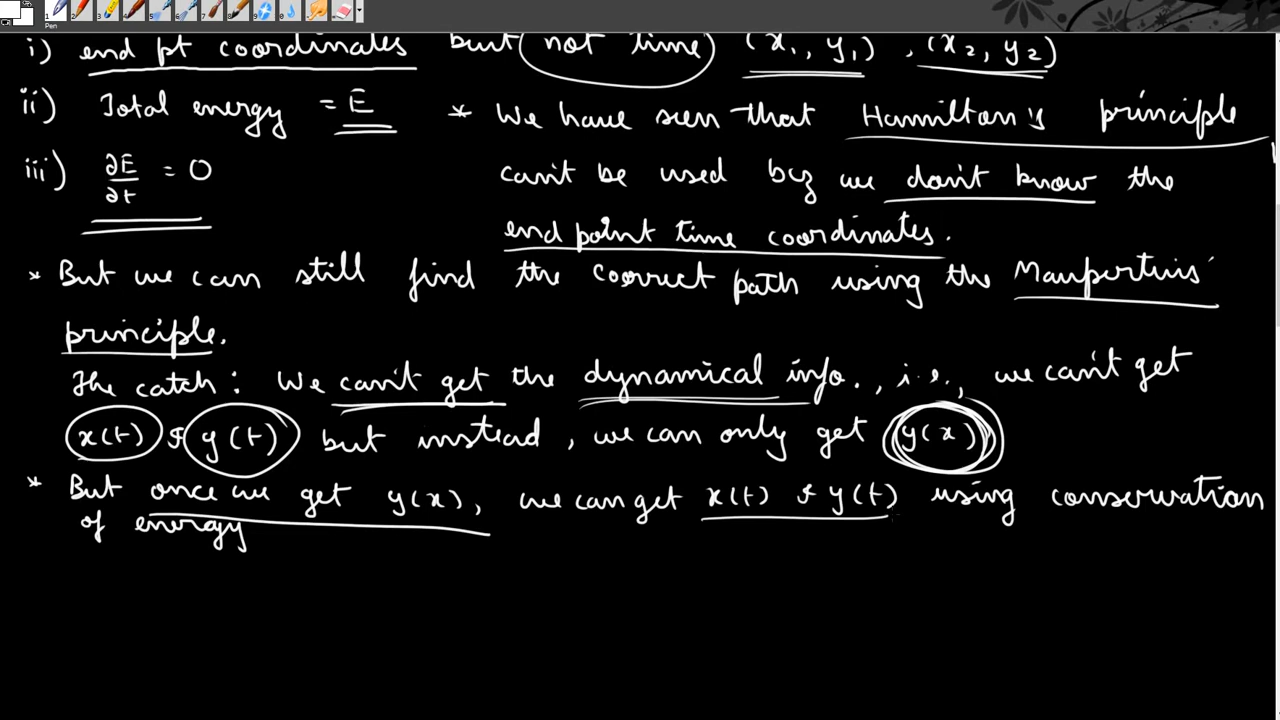 Pen
i) end pt coordinates but not time (x₁, y₁) , (x₂, y₂)
ii) Total energy = E
iii) ∂E/∂t = 0
* We have seen that Hamilton's principle
can't be used bcz we don't know the
end point time coordinates.
* But we can still find the correct path using the Maupertuis'
principle.
The catch : We can't get the dynamical info., i.e., we can't get
x(t) & y(t) but instead, we can only get y(x)
* But once we get y(x), we can get x(t) & y(t) using conservation
of energy